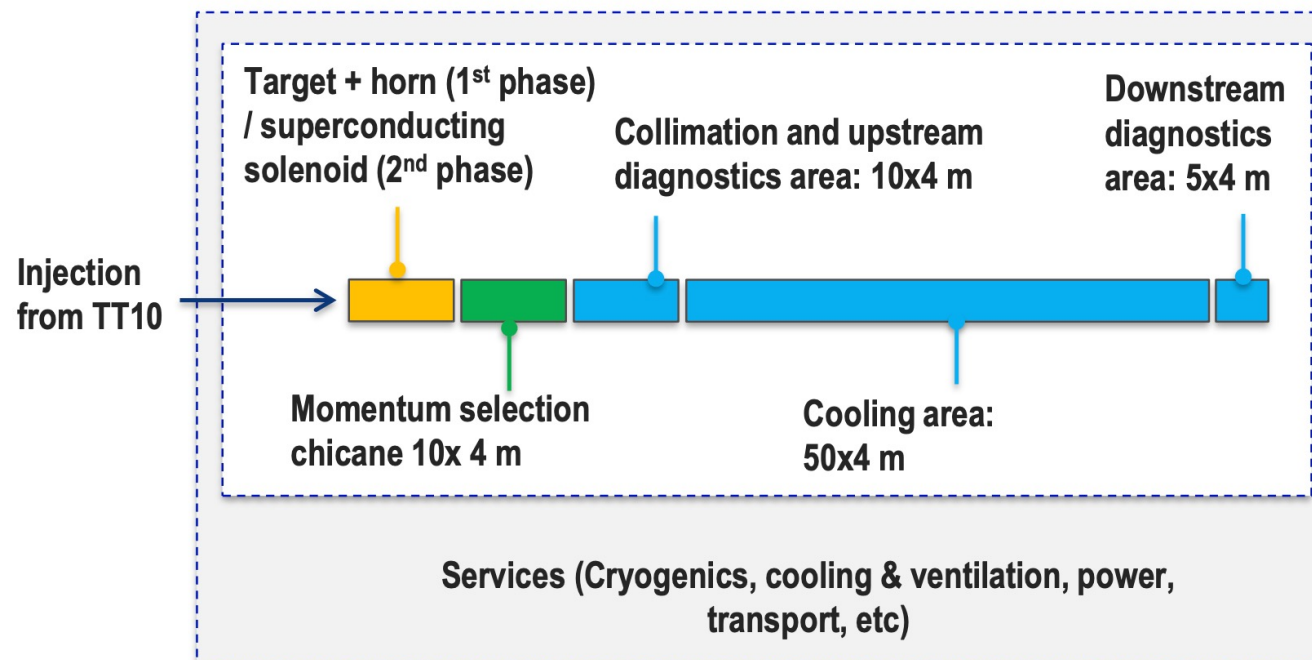 Target + horn (1st phase)
/ superconducting
solenoid (2nd phase)
Collimation and upstream
diagnostics area: 10x4 m
Downstream
diagnostics
area: 5x4 m
Injection
from TT10
Momentum selection
chicane 10x 4 m
Cooling area:
50x4 m
Services (Cryogenics, cooling & ventilation, power,
transport, etc)